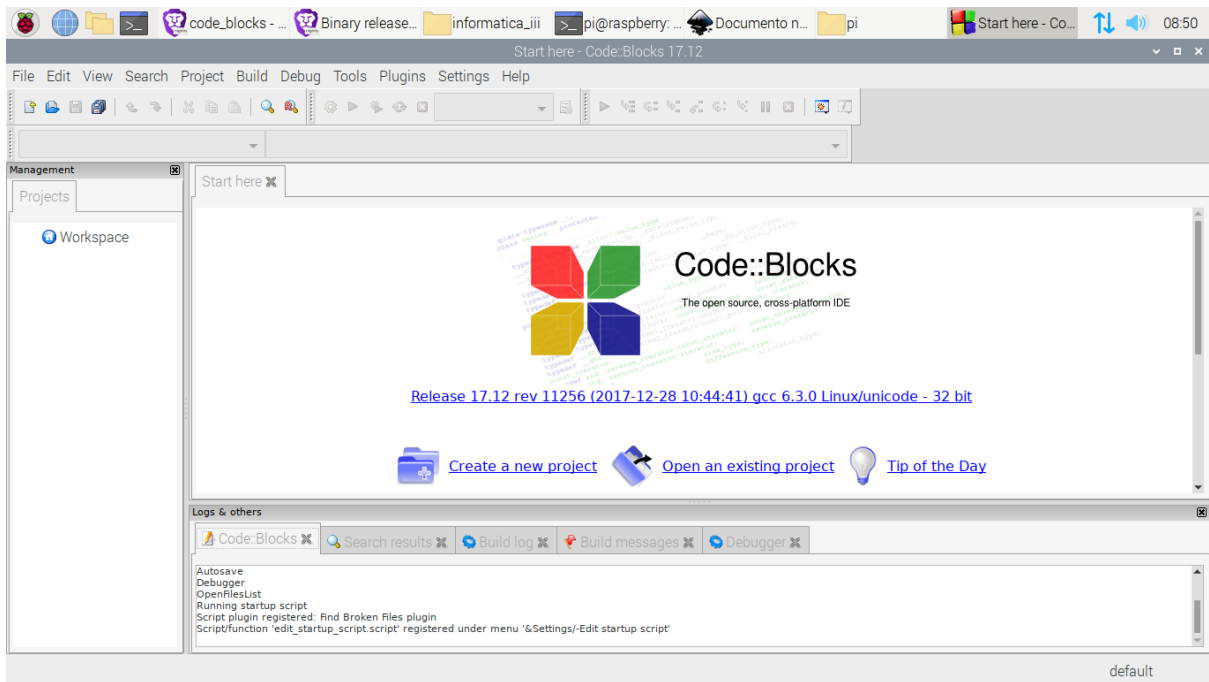 code_blocks - ... Binary release... informatica_iii pi@raspberry: ... Documento n... pi Start here - Co... 08:50
Start here - Code::Blocks 17.12
File Edit View Search Project Build Debug Tools Plugins Settings Help
Management
Projects
Workspace
Start here
Code::Blocks
The open source, cross-platform IDE
Release 17.12 rev 11256 (2017-12-28 10:44:41) gcc 6.3.0 Linux/unicode - 32 bit
Create a new project Open an existing project Tip of the Day
Logs & others
Code::Blocks Search results Build log Build messages Debugger
Autosave
Debugger
OpenFilesList
Running startup script
Script plugin registered: Find Broken Files plugin
Script/function 'edit_startup_script.script' registered under menu '&Settings/-Edit startup script'
default